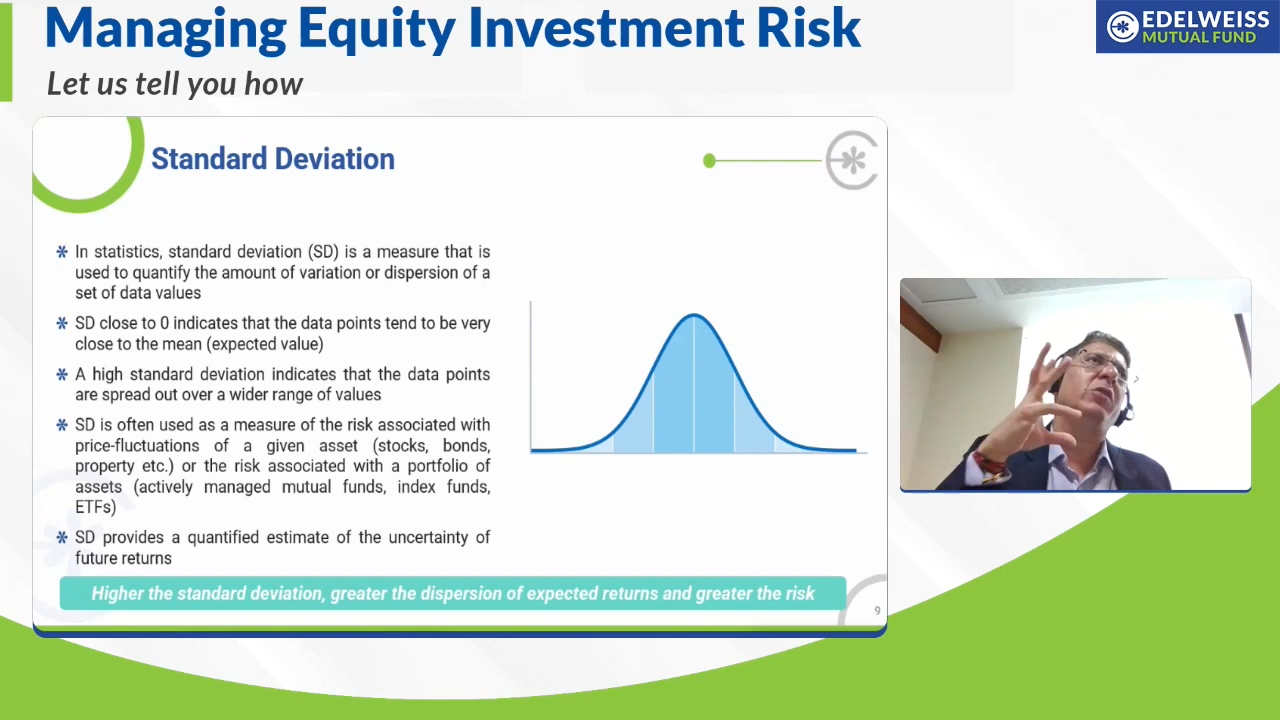 Managing Equity Investment Risk
Let us tell you how
EDELWEISS
MUTUAL FUND
Standard Deviation
In statistics, standard deviation (SD) is a measure that is
used to quantify the amount of variation or dispersion of a
set of data values
SD close to 0 indicates that the data points tend to be very
close to the mean (expected value)
A high standard deviation indicates that the data points
are spread out over a wider range of values
SD is often used as a measure of the risk associated with
price-fluctuations of a given asset (stocks, bonds,
property etc.) or the risk associated with a portfolio of
assets (actively managed mutual funds, index funds,
ETFs)
SD provides a quantified estimate of the uncertainty of
future returns
Higher the standard deviation, greater the dispersion of expected returns and greater the risk
9